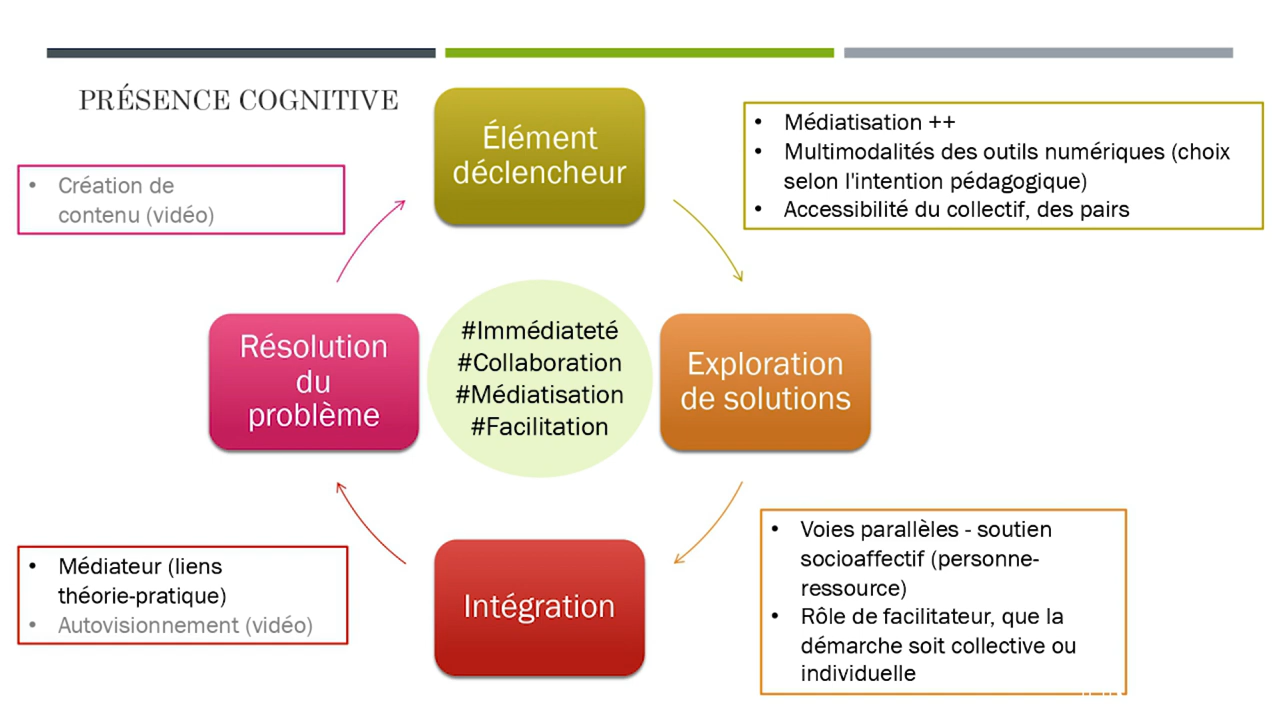 PRÉSENCE COGNITIVE
Élément
déclencheur
• Médiatisation ++
• Multimodalités des outils numériques (choix
selon l'intention pédagogique)
• Accessibilité du collectif, des pairs
• Création de
contenu (vidéo)
Résolution
du
problème
#Immédiateté
#Collaboration
#Médiatisation
#Facilitation
Exploration
de solutions
• Médiateur (liens
théorie-pratique)
• Autovisionnement (vidéo)
Intégration
• Voies parallèles - soutien
socioaffectif (personne-
ressource)
• Rôle de facilitateur, que la
démarche soit collective ou
individuelle